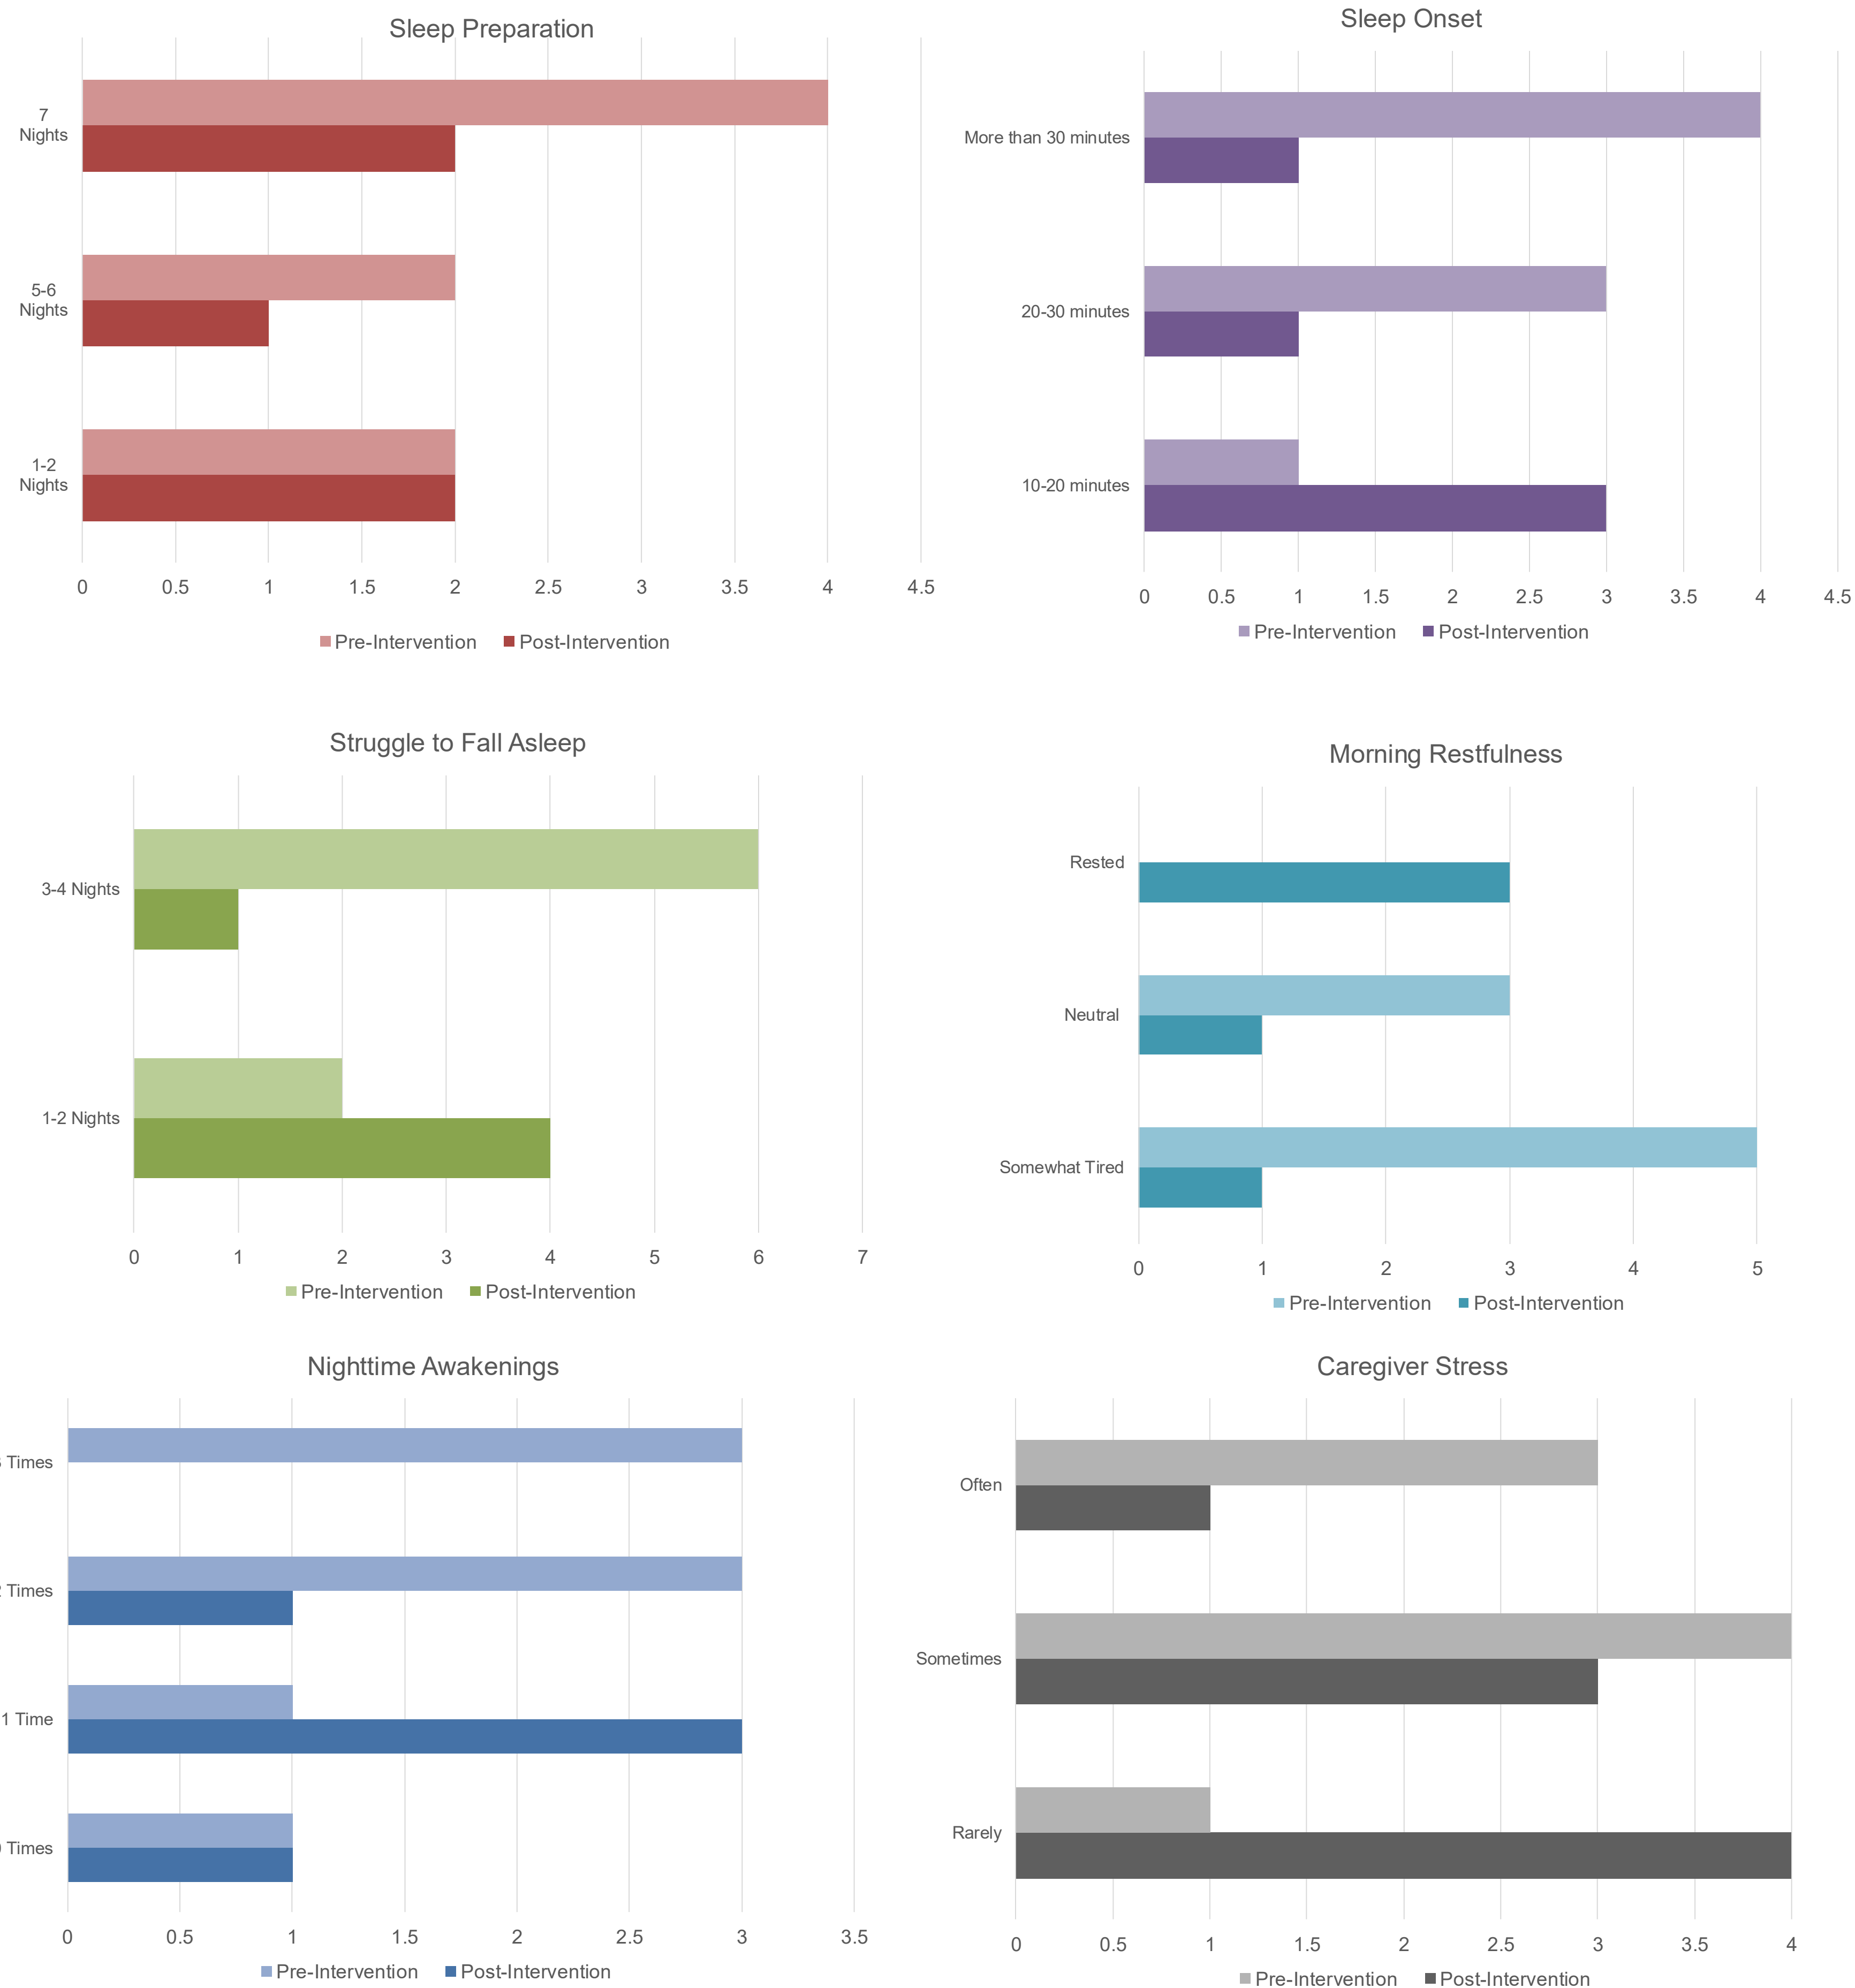 Sleep Preparation
7
Nights
5-6
Nights
1-2
Nights
0 0.5 1 1.5 2 2.5 3 3.5 4 4.5
Pre-Intervention Post-Intervention
Sleep Onset
More than 30 minutes
20-30 minutes
10-20 minutes
0 0.5 1 1.5 2 2.5 3 3.5 4 4.5
Pre-Intervention Post-Intervention
Struggle to Fall Asleep
3-4 Nights
1-2 Nights
0 1 2 3 4 5 6 7
Pre-Intervention Post-Intervention
Morning Restfulness
Rested
Neutral
Somewhat Tired
0 1 2 3 4 5
Pre-Intervention Post-Intervention
Nighttime Awakenings
Times
Times
1 Time
Times
0 0.5 1 1.5 2 2.5 3 3.5
Pre-Intervention Post-Intervention
Caregiver Stress
Often
Sometimes
Rarely
0 0.5 1 1.5 2 2.5 3 3.5 4
Pre-Intervention Post-Intervention